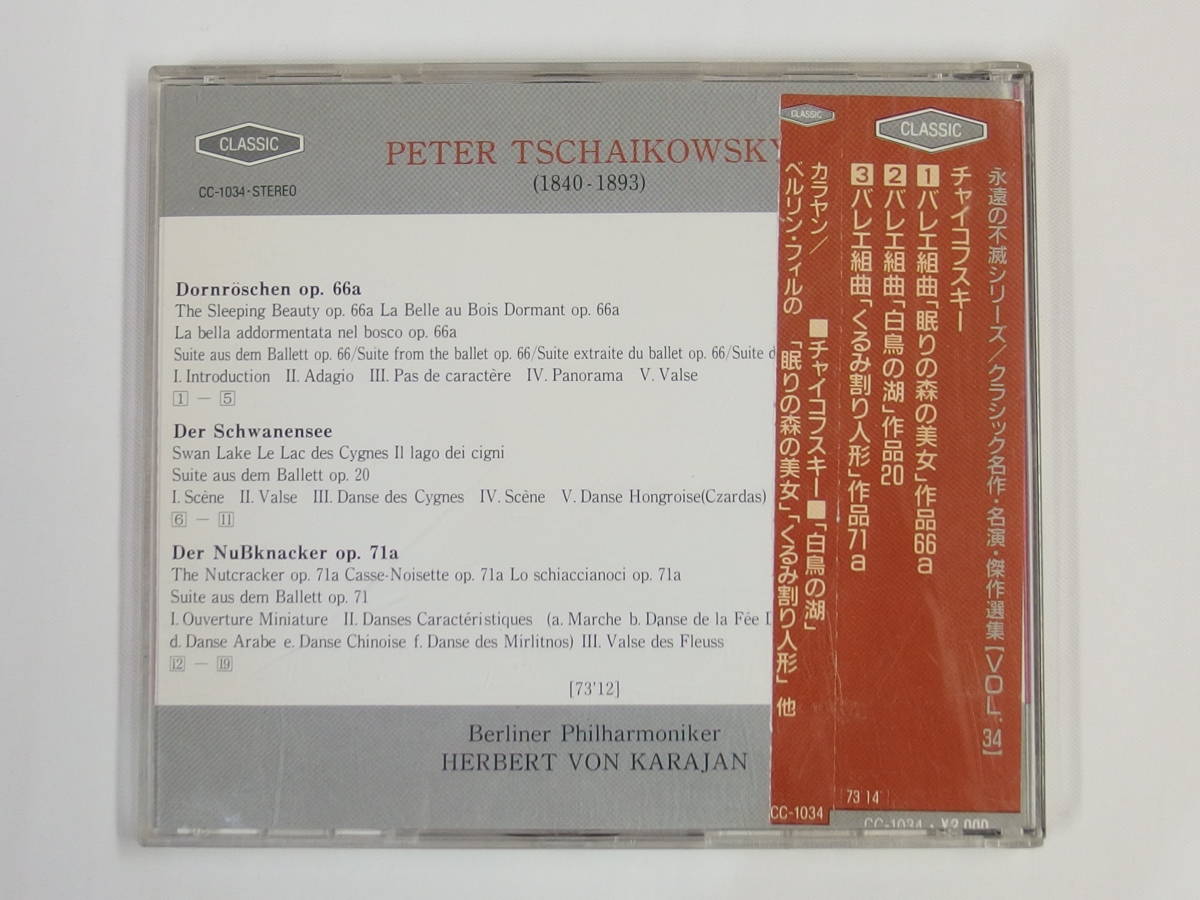 CLASSIC
CC-1034-STEREO
PETER TSCHAIKOWSKY
(1840-1893)
Dornröschen op. 66a
The Sleeping Beauty op. 66a La Belle au Bois Dormant op. 66a
La bella addormentata nel bosco op. 66a
Suite aus dem Ballett op. 66/Suite from the ballet op. 66/Suite extraite du ballet op. 66/Suite d
I. Introduction II. Adagio III. Pas de caractère IV. Panorama V. Valse
1 － 5
Der Schwanensee
Swan Lake Le Lac des Cygnes Il lago dei cigni
Suite aus dem Ballett op. 20
I. Scène II. Valse III. Danse des Cygnes IV. Scène V. Danse Hongroise(Czardas)
6 － 11
Der NuBknacker op. 71a
The Nutcracker op. 71a Casse-Noisette op. 71a Lo schiaccianoci op. 71a
Suite aus dem Ballett op. 71
I. Ouverture Miniature II. Danses Caractéristiques (a. Marche b. Danse de la Fée
d. Danse Arabe e. Danse Chinoise f. Danse des Mirlitnos) III. Valse des Fleuss
12 － 19
[73'12]
Berliner Philharmoniker
HERBERT VON KARAJAN
CLASSIC
永遠の不滅シリーズ/クラシック名作・名演・傑作選集【VOL.34】
チャイコフスキー
1バレエ組曲「眠りの森の美女」作品66a
2バレエ組曲「白鳥の湖」作品20
3バレエ組曲「くるみ割り人形」作品71a
73 14
CC-1034・¥2,000
CLASSIC
カラヤン/
ベルリン・フィルの
■チャイコフスキー■「白鳥の湖」
「眠りの森の美女」「くるみ割り人形」他
CC-1034